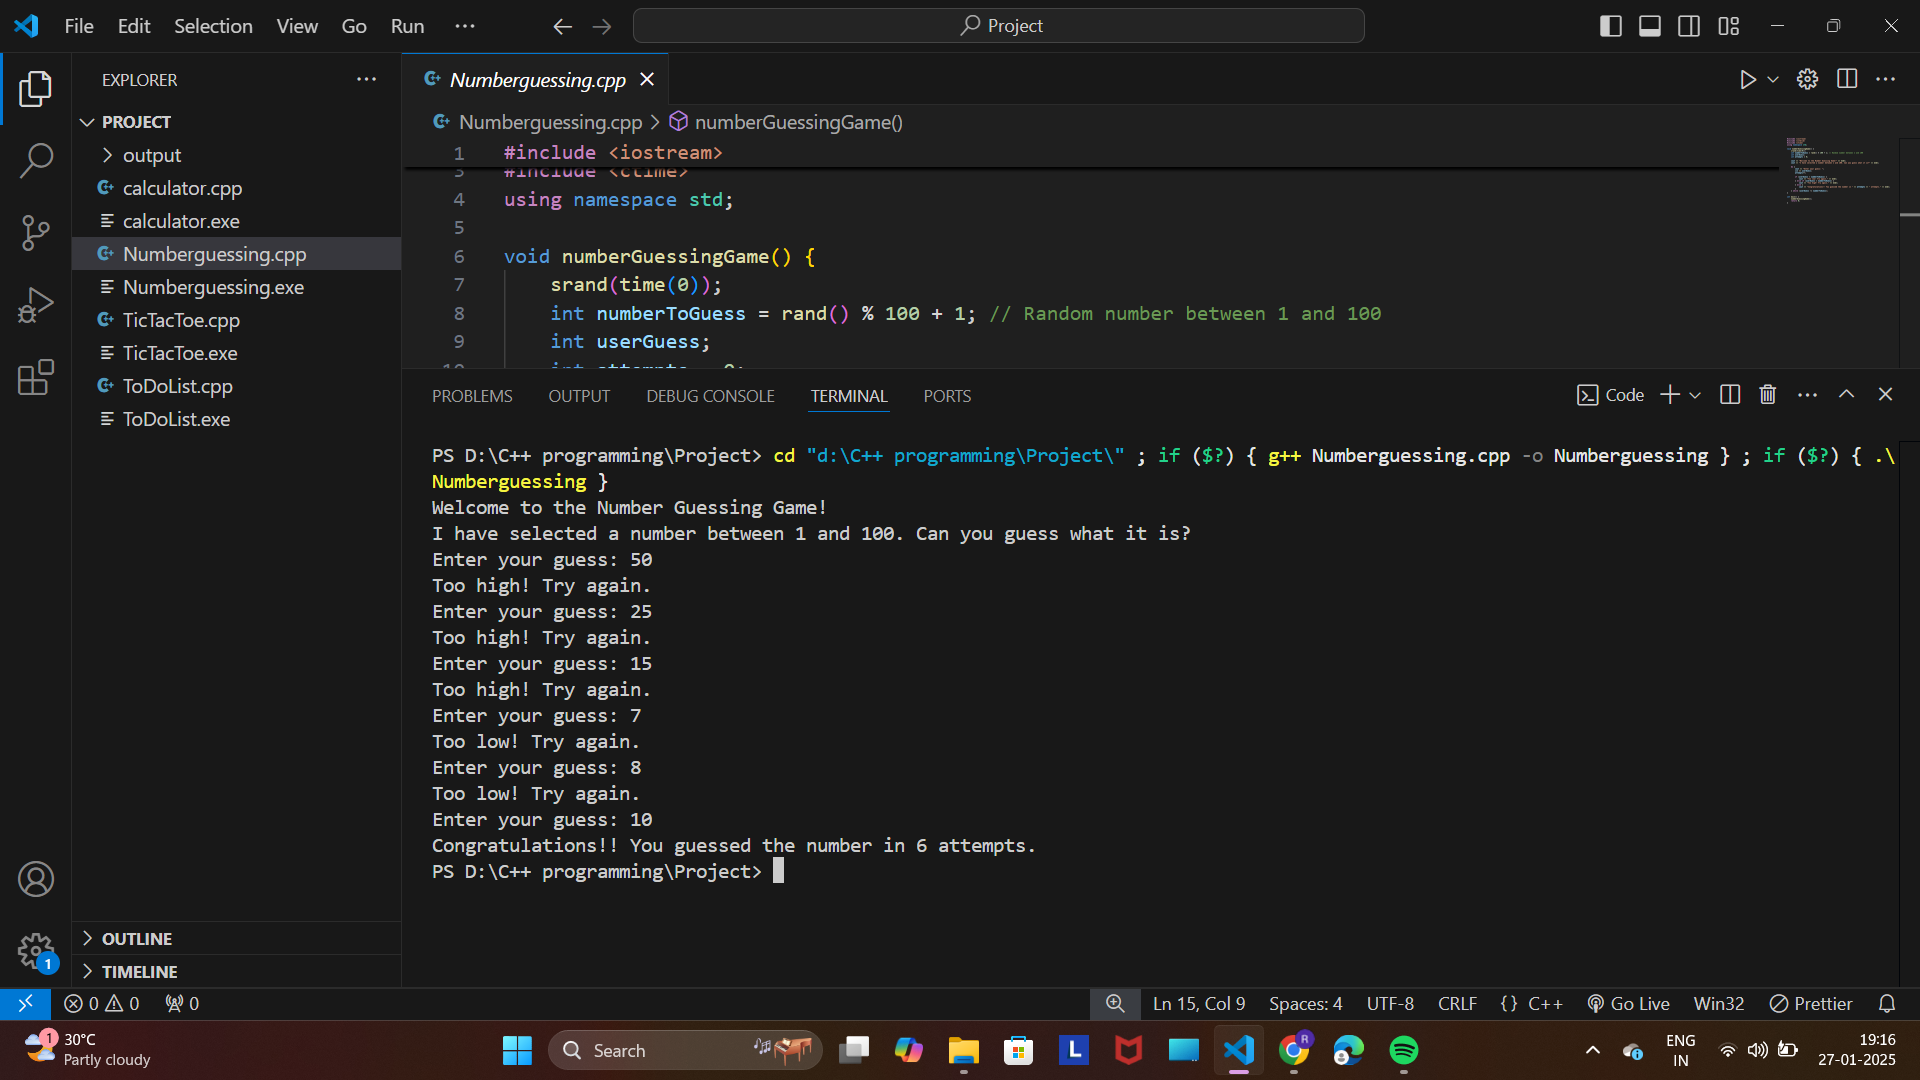 File Edit Selection View Go Run ···
Project
EXPLORER ···
PROJECT
output
calculator.cpp
calculator.exe
Numberguessing.cpp
Numberguessing.exe
TicTacToe.cpp
TicTacToe.exe
ToDoList.cpp
ToDoList.exe
OUTLINE
TIMELINE
Numberguessing.cpp
Numberguessing.cpp > numberGuessingGame()
1 #include <iostream>
3 #include <ctime>
4 using namespace std;
5
6 void numberGuessingGame() {
7 srand(time(0));
8 int numberToGuess = rand() % 100 + 1; // Random number between 1 and 100
9 int userGuess;
10 int attempts = 0;
PROBLEMS OUTPUT DEBUG CONSOLE TERMINAL PORTS
Code
PS D:\C++ programming\Project> cd "d:\C++ programming\Project\" ; if ($?) { g++ Numberguessing.cpp -o Numberguessing } ; if ($?) { .\
Numberguessing }
Welcome to the Number Guessing Game!
I have selected a number between 1 and 100. Can you guess what it is?
Enter your guess: 50
Too high! Try again.
Enter your guess: 25
Too high! Try again.
Enter your guess: 15
Too high! Try again.
Enter your guess: 7
Too low! Try again.
Enter your guess: 8
Too low! Try again.
Enter your guess: 10
Congratulations!! You guessed the number in 6 attempts.
PS D:\C++ programming\Project>
1
0 0 0
Ln 15, Col 9 Spaces: 4 UTF-8 CRLF {} C++ Go Live Win32 Prettier
1 30°C
Partly cloudy
Search
L
R
ENG
IN
19:16
27-01-2025